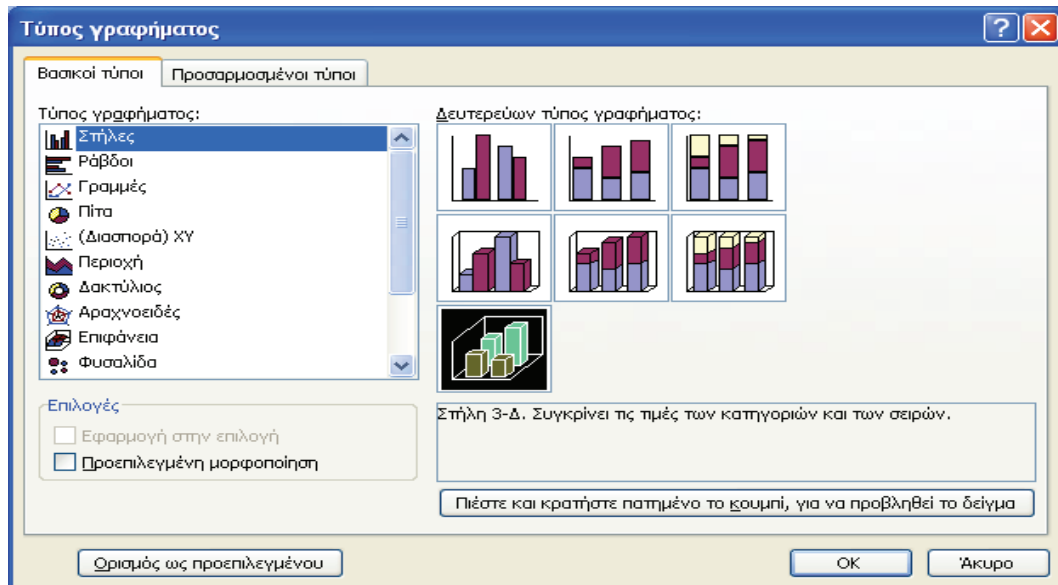 Τύπος γραφήματος
Βασικοί τύποι
Προσαρμοσμένοι τύποι
Τύπος γραφήματος:
Στήλες
Ράβδοι
Γραμμές
Πίτα
(Διασπορά) XY
Περιοχή
Δακτύλιος
Αραχνοειδές
Επιφάνεια
Φυσαλίδα
Δευτερεύων τύπος γραφήματος:
Στήλη 3-Δ. Συγκρίνει τις τιμές των κατηγοριών και των σειρών.
Επιλογές
Εφαρμογή στην επιλογή
Προεπιλεγμένη μορφοποίηση
Πιέστε και κρατήστε πατημένο το κουμπί, για να προβληθεί το δείγμα
Ορισμός ως προεπιλεγμένου
OK
Άκυρο